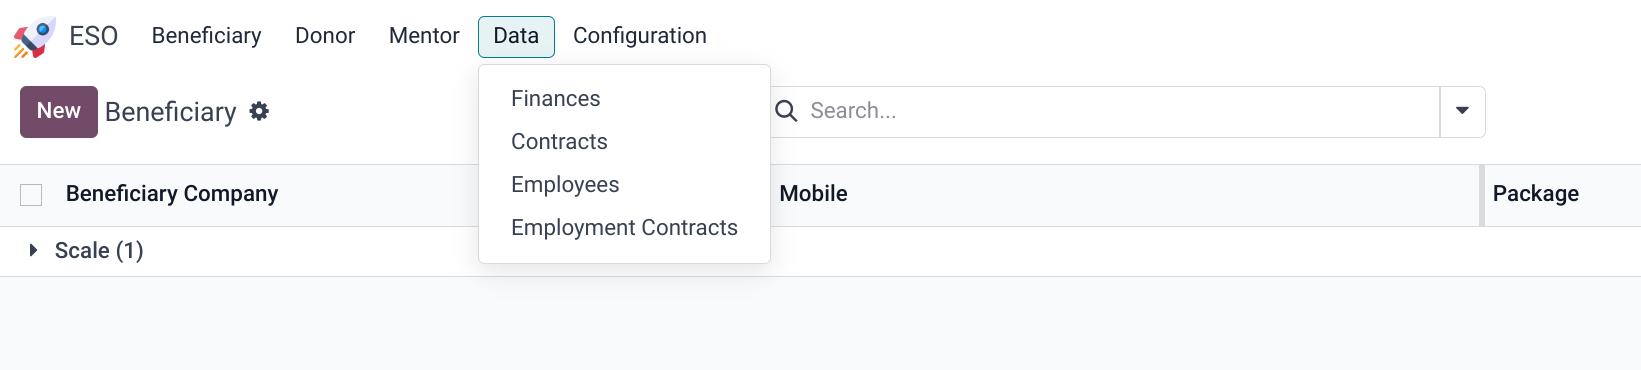 ESO Beneficiary Donor Mentor Data Configuration
Finances
Contracts
Employees
Employment Contracts
New Beneficiary Search...
Beneficiary Company Mobile Package
Scale (1)